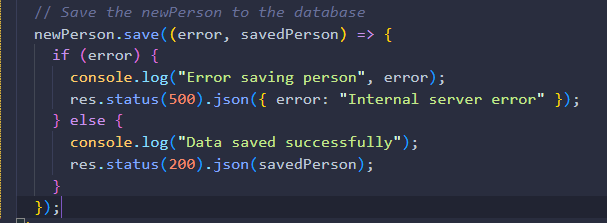 // Save the newPerson to the database
newPerson.save((error, savedPerson) => {
  if (error) {
    console.log("Error saving person", error);
    res.status(500).json({ error: "Internal server error" });
  } else {
    console.log("Data saved successfully");
    res.status(200).json(savedPerson);
  }
});